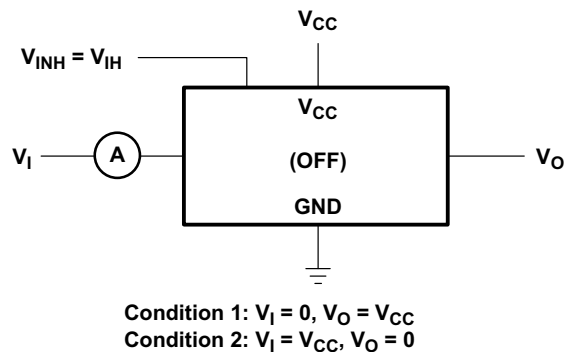 VCC
VINH = VIH
VCC
VI
A
(OFF)
VO
GND
Condition 1: VI = 0, VO = VCC
Condition 2: VI = VCC, VO = 0